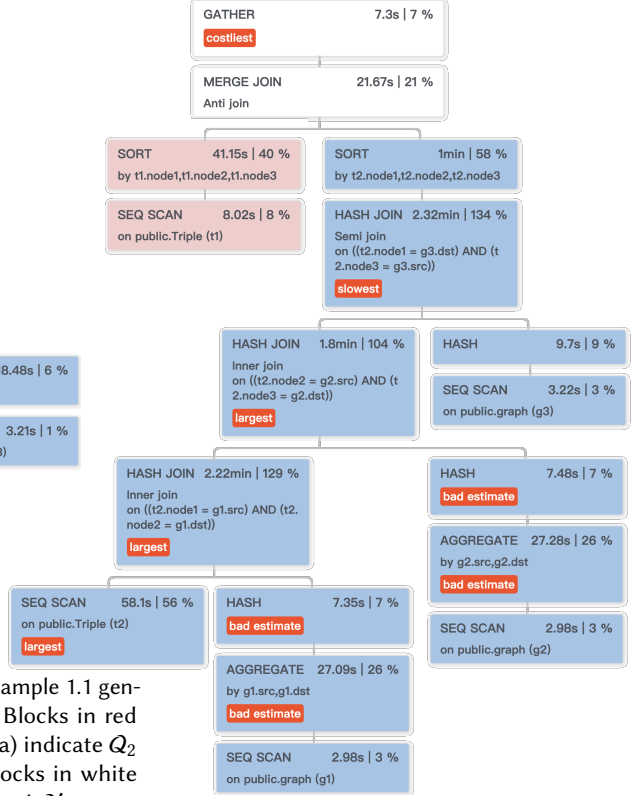 GATHER 7.3s | 7 %
costliest
MERGE JOIN 21.67s | 21 %
Anti join
SORT 41.15s | 40 %
by t1.node1,t1.node2,t1.node3
SORT 1min | 58 %
by t2.node1,t2.node2,t2.node3
SEQ SCAN 8.02s | 8 %
on public.Triple (t1)
HASH JOIN 2.32min | 134 %
Semi join
on ((t2.node1 = g3.dst) AND (t
2.node3 = g3.src))
slowest
HASH JOIN 1.8min | 104 %
Inner join
on ((t2.node2 = g2.src) AND (t
2.node3 = g2.dst))
largest
HASH 9.7s | 9 %
SEQ SCAN 3.22s | 3 %
on public.graph (g3)
8.48s | 6 %
3.21s | 1 %
HASH JOIN 2.22min | 129 %
Inner join
on ((t2.node1 = g1.src) AND (t2.
node2 = g1.dst))
largest
HASH 7.48s | 7 %
bad estimate
AGGREGATE 27.28s | 26 %
by g2.src,g2.dst
bad estimate
SEQ SCAN 2.98s | 3 %
on public.graph (g2)
SEQ SCAN 58.1s | 56 %
on public.Triple (t2)
largest
HASH 7.35s | 7 %
bad estimate
AGGREGATE 27.09s | 26 %
by g1.src,g1.dst
bad estimate
SEQ SCAN 2.98s | 3 %
on public.graph (g1)
ample 1.1 gen-
Blocks in red
a) indicate Q2
locks in white